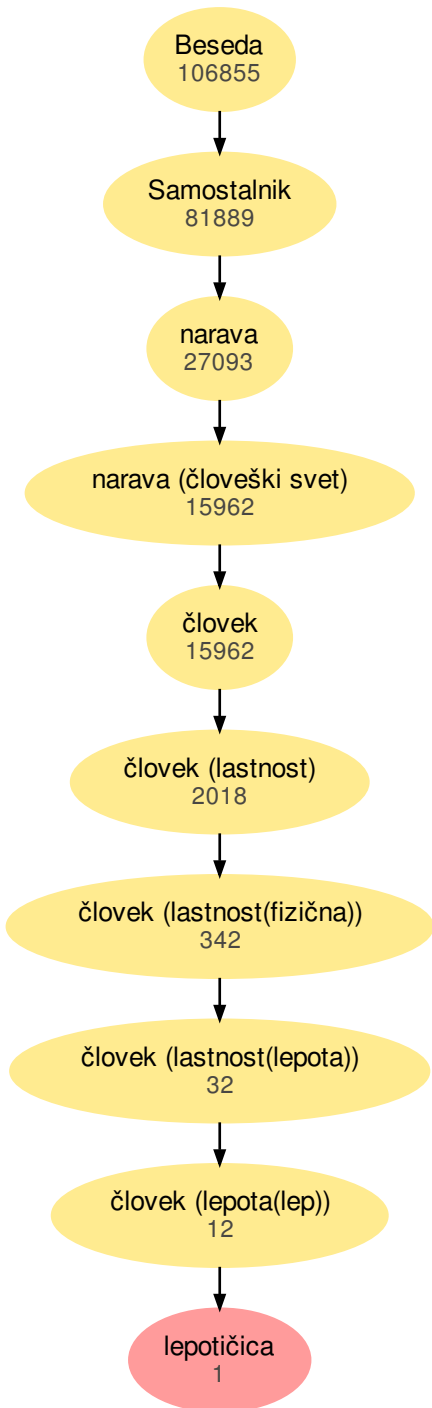 Beseda
106855
Samostalnik
81889
narava
27093
narava (človeški svet)
15962
človek
15962
človek (lastnost)
2018
človek (lastnost(fizična))
342
človek (lastnost(lepota))
32
človek (lepota(lep))
12
lepotičica
1